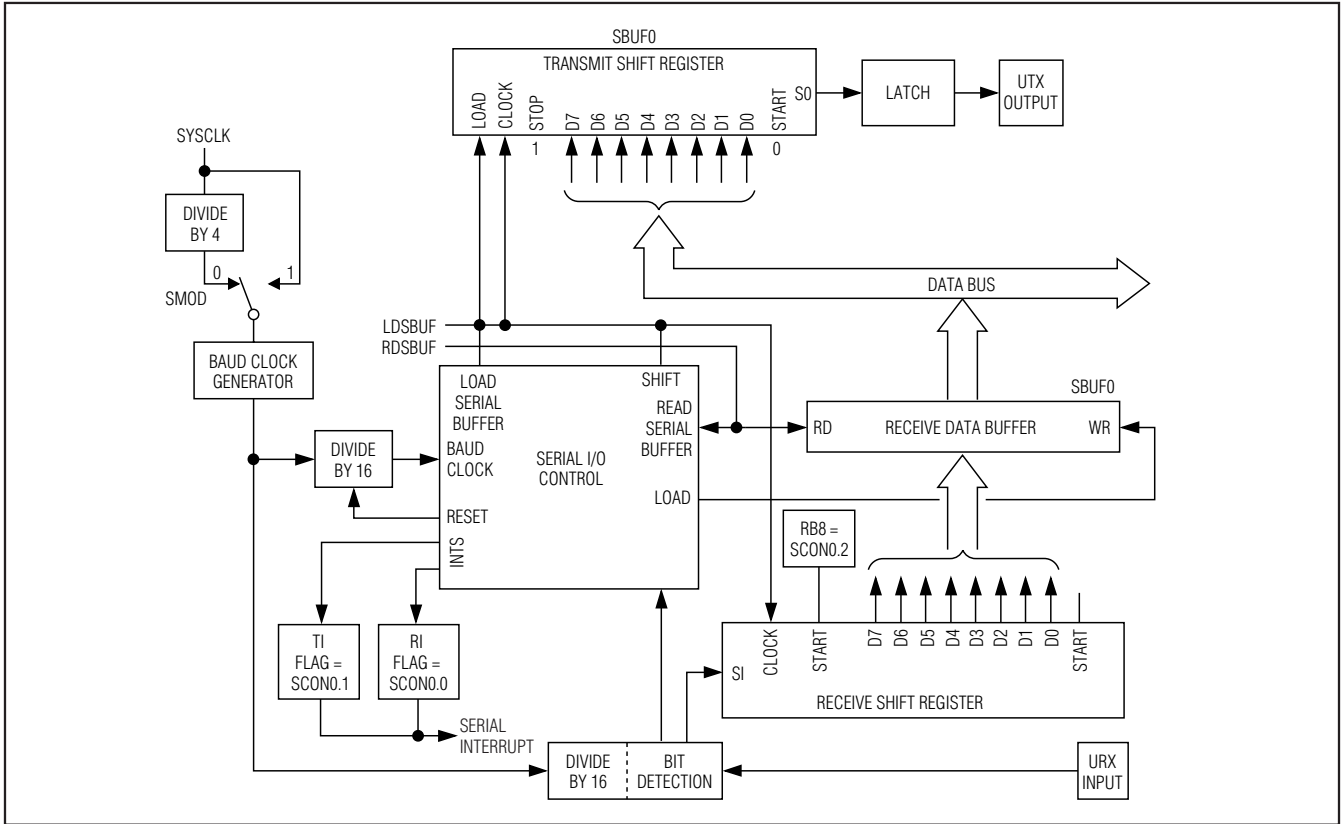 SBUF0
TRANSMIT SHIFT REGISTER
LOAD
CLOCK
STOP
D7
D6
D5
D4
D3
D2
D1
D0
START
S0
1
0
LATCH
UTX
OUTPUT
SYSCLK
DIVIDE
BY 4
0
1
SMOD
BAUD CLOCK
GENERATOR
DATA BUS
LDSBUF
RDSBUF
LOAD
SERIAL
BUFFER
SHIFT
READ
SERIAL
BUFFER
BAUD
CLOCK
SERIAL I/O
CONTROL
LOAD
RESET
INTS
DIVIDE
BY 16
SBUF0
RD
RECEIVE DATA BUFFER
WR
RB8 =
SCON0.2
TI
FLAG =
SCON0.1
RI
FLAG =
SCON0.0
SERIAL
INTERRUPT
SI
CLOCK
START
D7
D6
D5
D4
D3
D2
D1
D0
START
RECEIVE SHIFT REGISTER
DIVIDE
BY 16
BIT
DETECTION
URX
INPUT